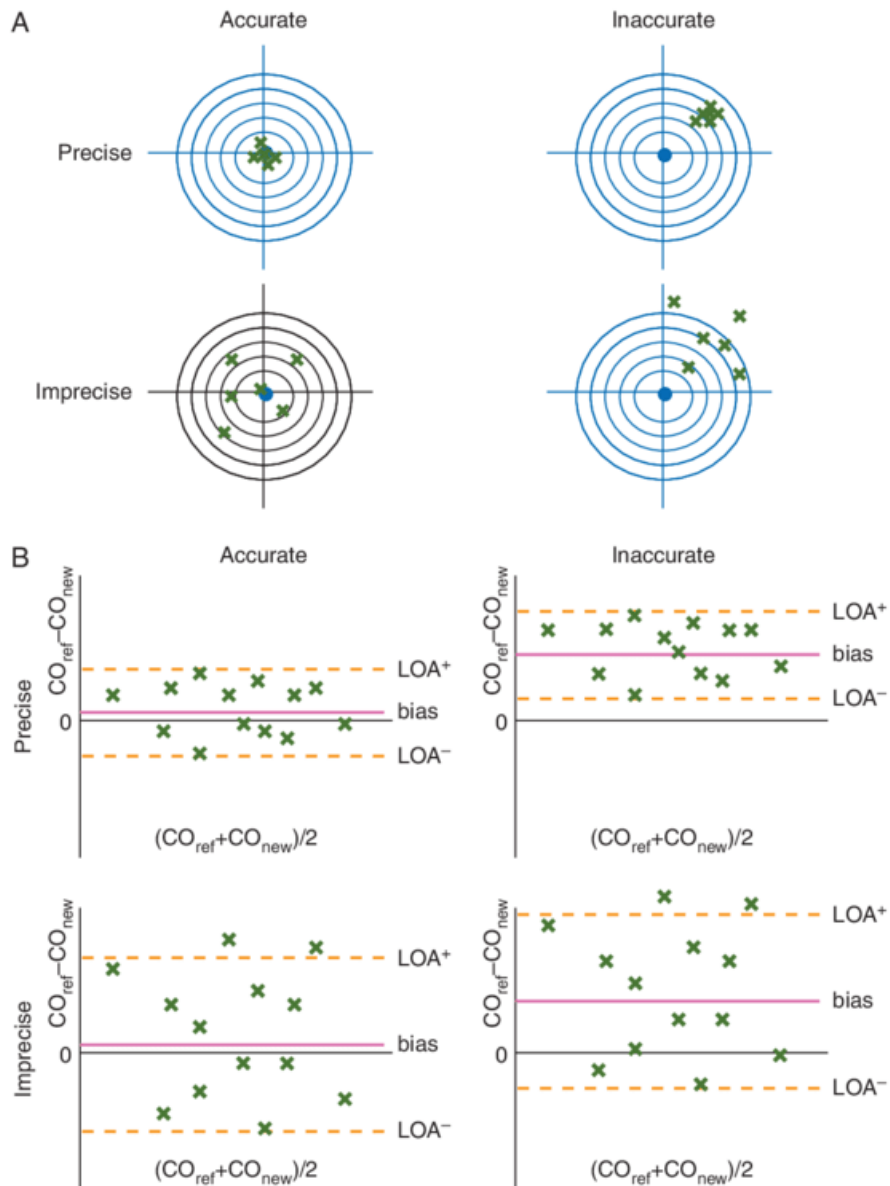 A
Accurate
Inaccurate
Precise
Imprecise
B
Accurate
Inaccurate
Precise
CO_ref–CO_new
0
LOA⁺
bias
LOA⁻
(CO_ref+CO_new)/2
CO_ref–CO_new
0
LOA⁺
bias
LOA⁻
(CO_ref+CO_new)/2
Imprecise
CO_ref–CO_new
0
LOA⁺
bias
LOA⁻
(CO_ref+CO_new)/2
CO_ref–CO_new
0
LOA⁺
bias
LOA⁻
(CO_ref+CO_new)/2